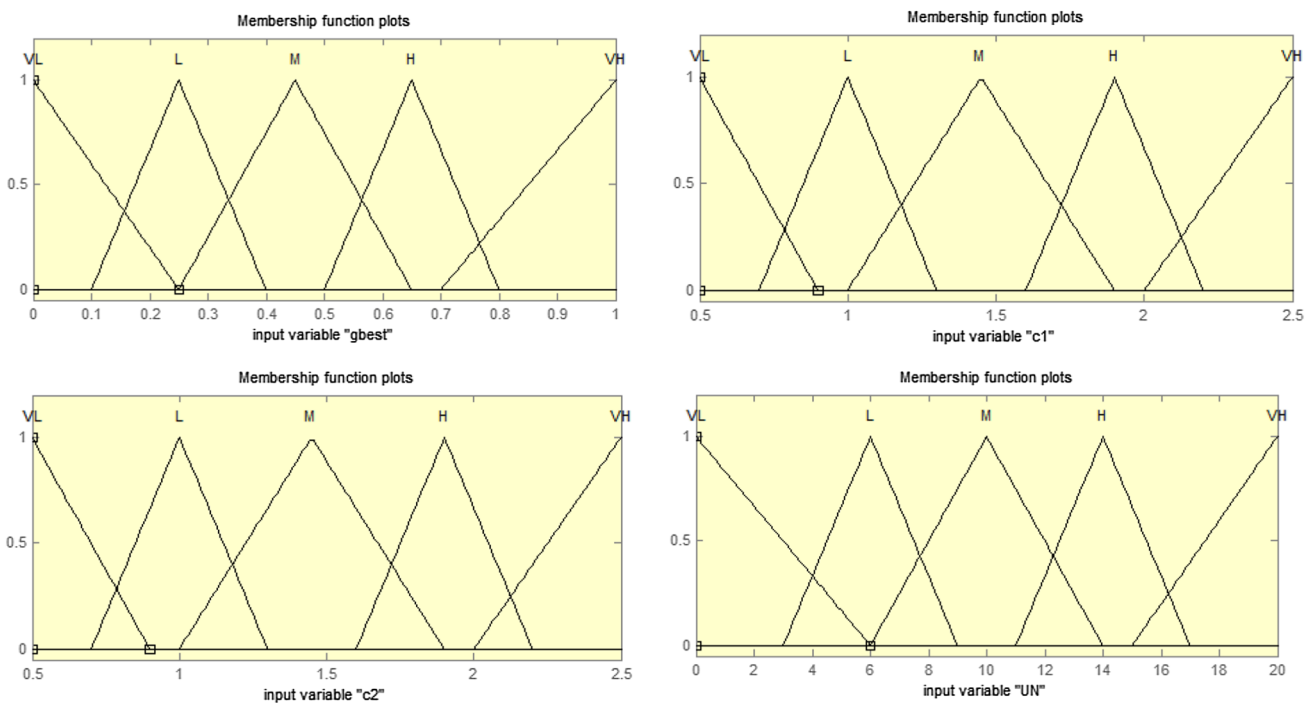 Membership function plots
VL L M H VH
1
0.5
0
0 0.1 0.2 0.3 0.4 0.5 0.6 0.7 0.8 0.9 1
input variable "gbest"
Membership function plots
VL L M H VH
1
0.5
0
0.5 1 1.5 2 2.5
input variable "c1"
Membership function plots
VL L M H VH
1
0.5
0
0.5 1 1.5 2 2.5
input variable "c2"
Membership function plots
VL L M H VH
1
0.5
0
0 2 4 6 8 10 12 14 16 18 20
input variable "UN"